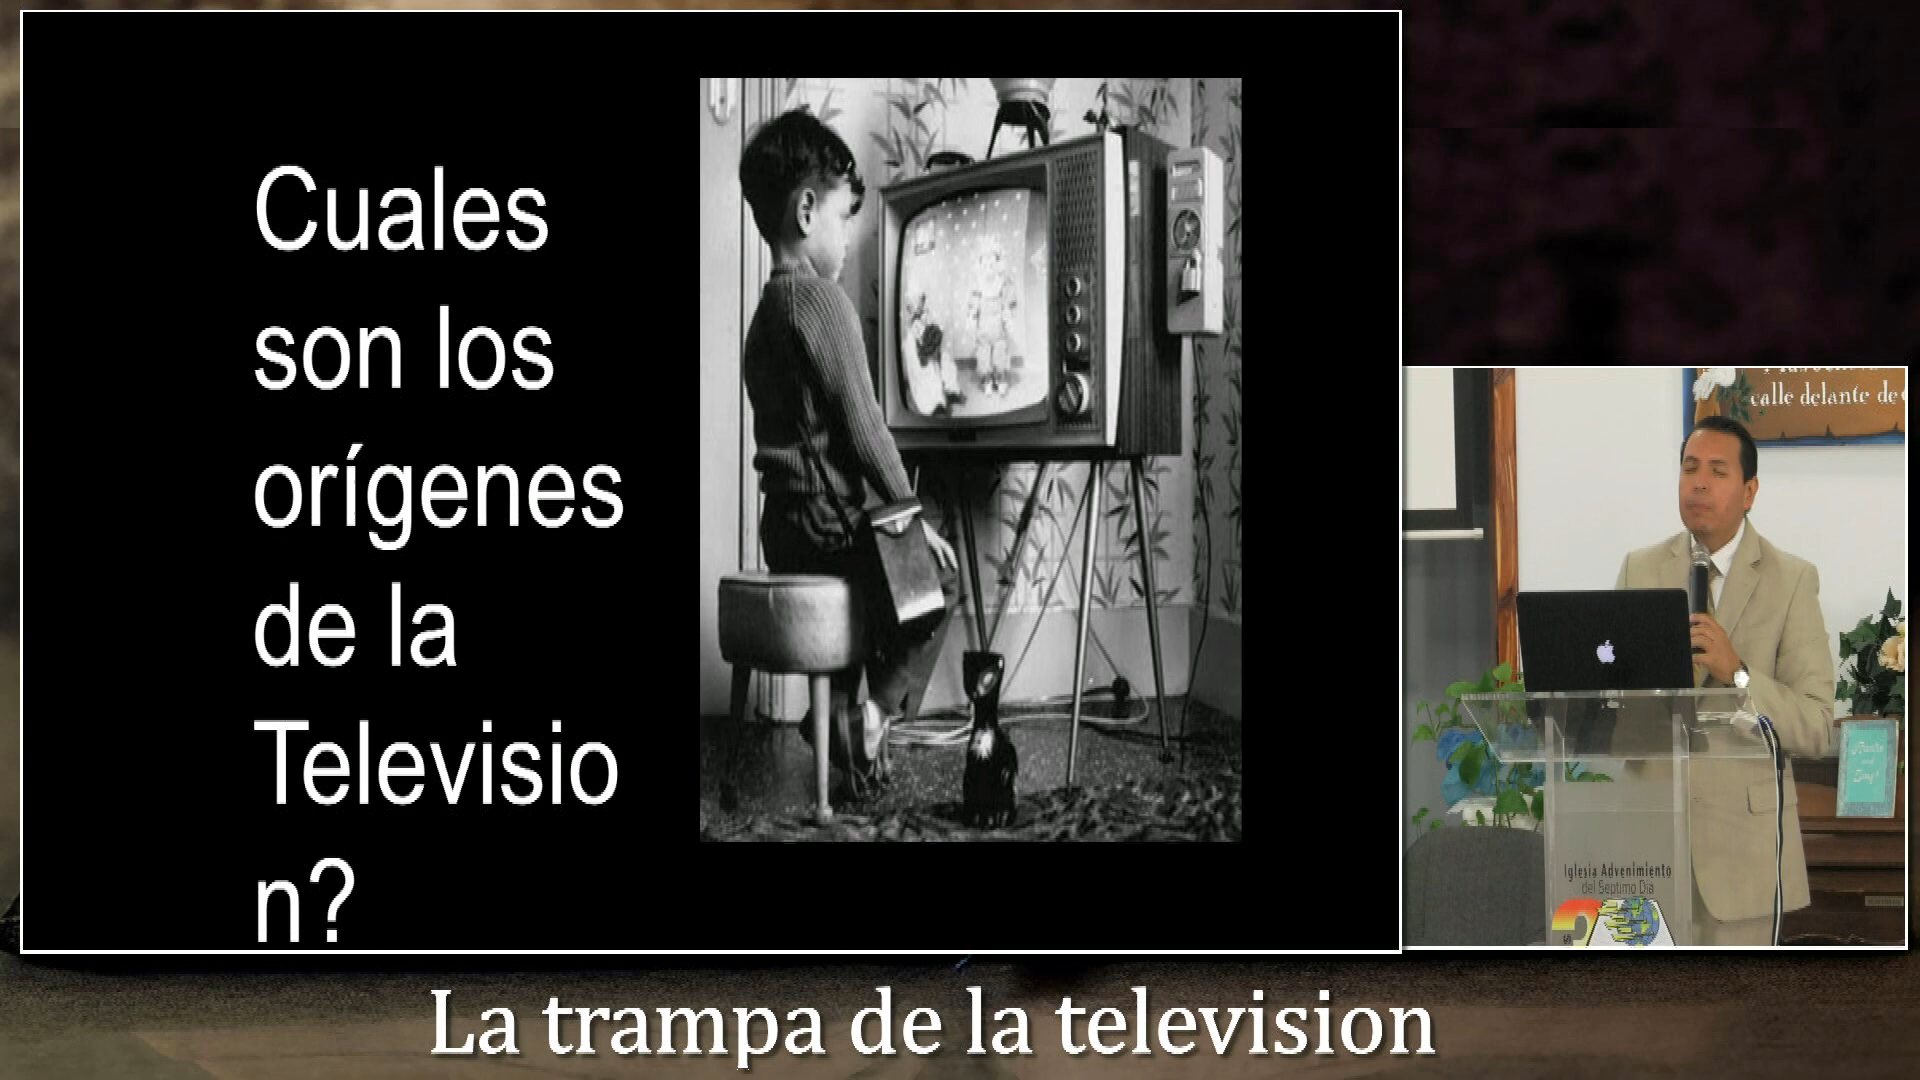 Cuales
son los
orígenes
de la
Televisio
n?
calle delante de
Iglesia Advenimiento
del Septimo Dia
La trampa de la television